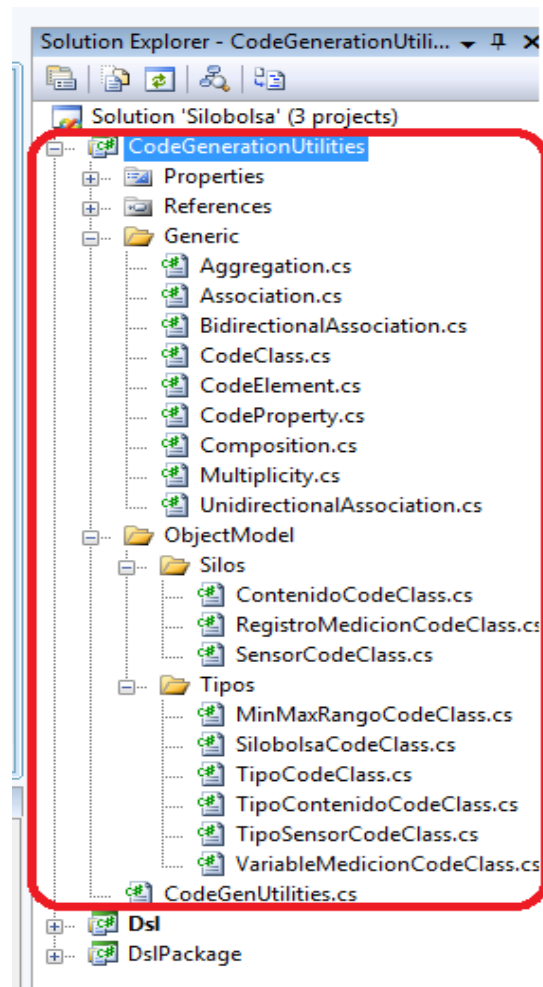 Solution Explorer - CodeGenerationUtili...
Solution 'Silobolsa' (3 projects)
CodeGenerationUtilities
Properties
References
Generic
Aggregation.cs
Association.cs
BidirectionalAssociation.cs
CodeClass.cs
CodeElement.cs
CodeProperty.cs
Composition.cs
Multiplicity.cs
UnidirectionalAssociation.cs
ObjectModel
Silos
ContenidoCodeClass.cs
RegistroMedicionCodeClass.cs
SensorCodeClass.cs
Tipos
MinMaxRangoCodeClass.cs
SilobolsaCodeClass.cs
TipoCodeClass.cs
TipoContenidoCodeClass.cs
TipoSensorCodeClass.cs
VariableMedicionCodeClass.cs
CodeGenUtilities.cs
Dsl
DslPackage